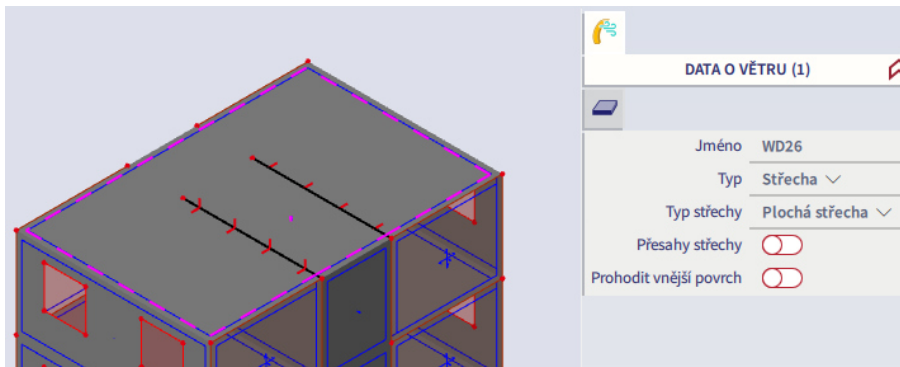 DATA O VĚTRU (1)
Jméno WD26
Typ Střecha
Typ střechy Plochá střecha
Přesahy střechy
Prohodit vnější povrch